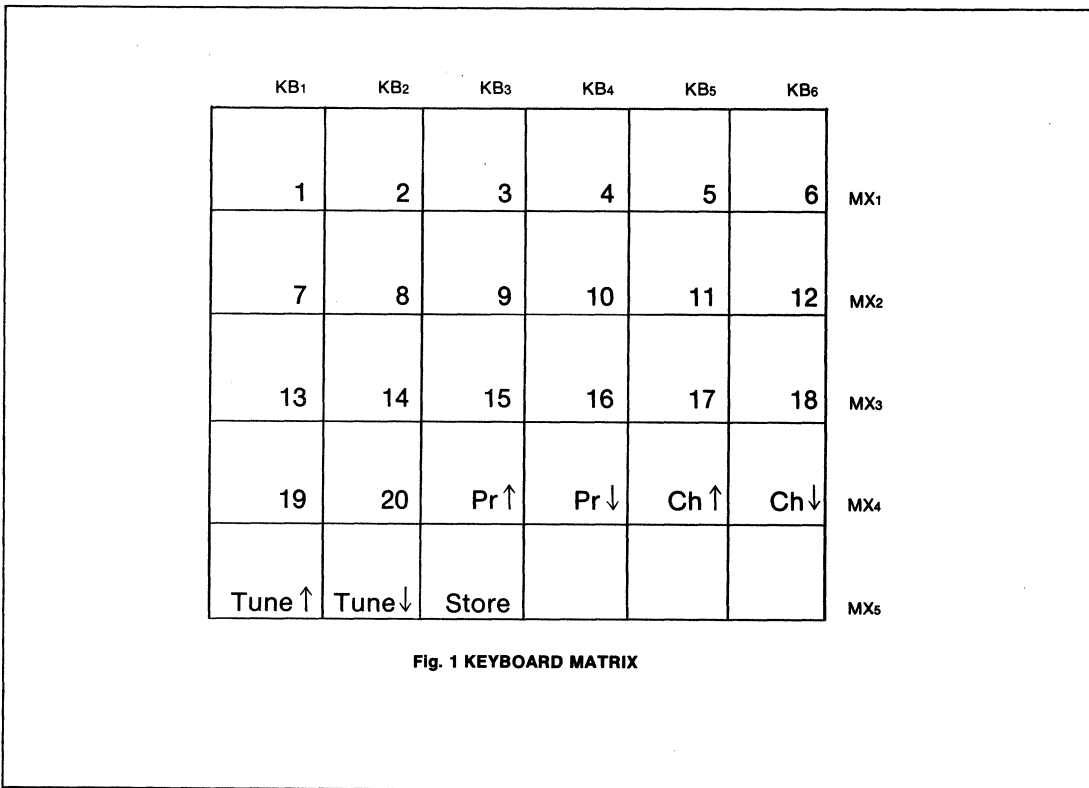 KB1 KB2 KB3 KB4 KB5 KB6
1 2 3 4 5 6 MX1
7 8 9 10 11 12 MX2
13 14 15 16 17 18 MX3
19 20 Pr↑ Pr↓ Ch↑ Ch↓ MX4
Tune↑ Tune↓ Store MX5
Fig. 1 KEYBOARD MATRIX